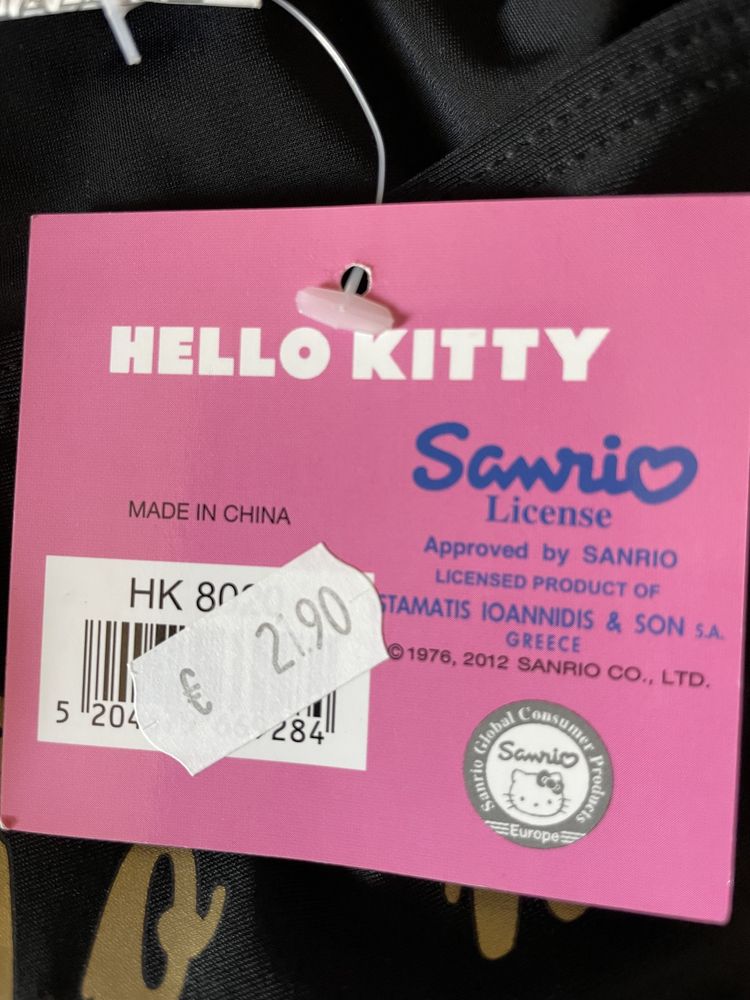 HELLO KITTY
Sanrio
License
Approved by SANRIO
LICENSED PRODUCT OF
STAMATIS IOANNIDIS & SON S.A.
GREECE
©1976, 2012 SANRIO CO., LTD.
MADE IN CHINA
HK
€ 21.90
5 204 284
Sanrio Global Consumer Products
Sanrio
Europe